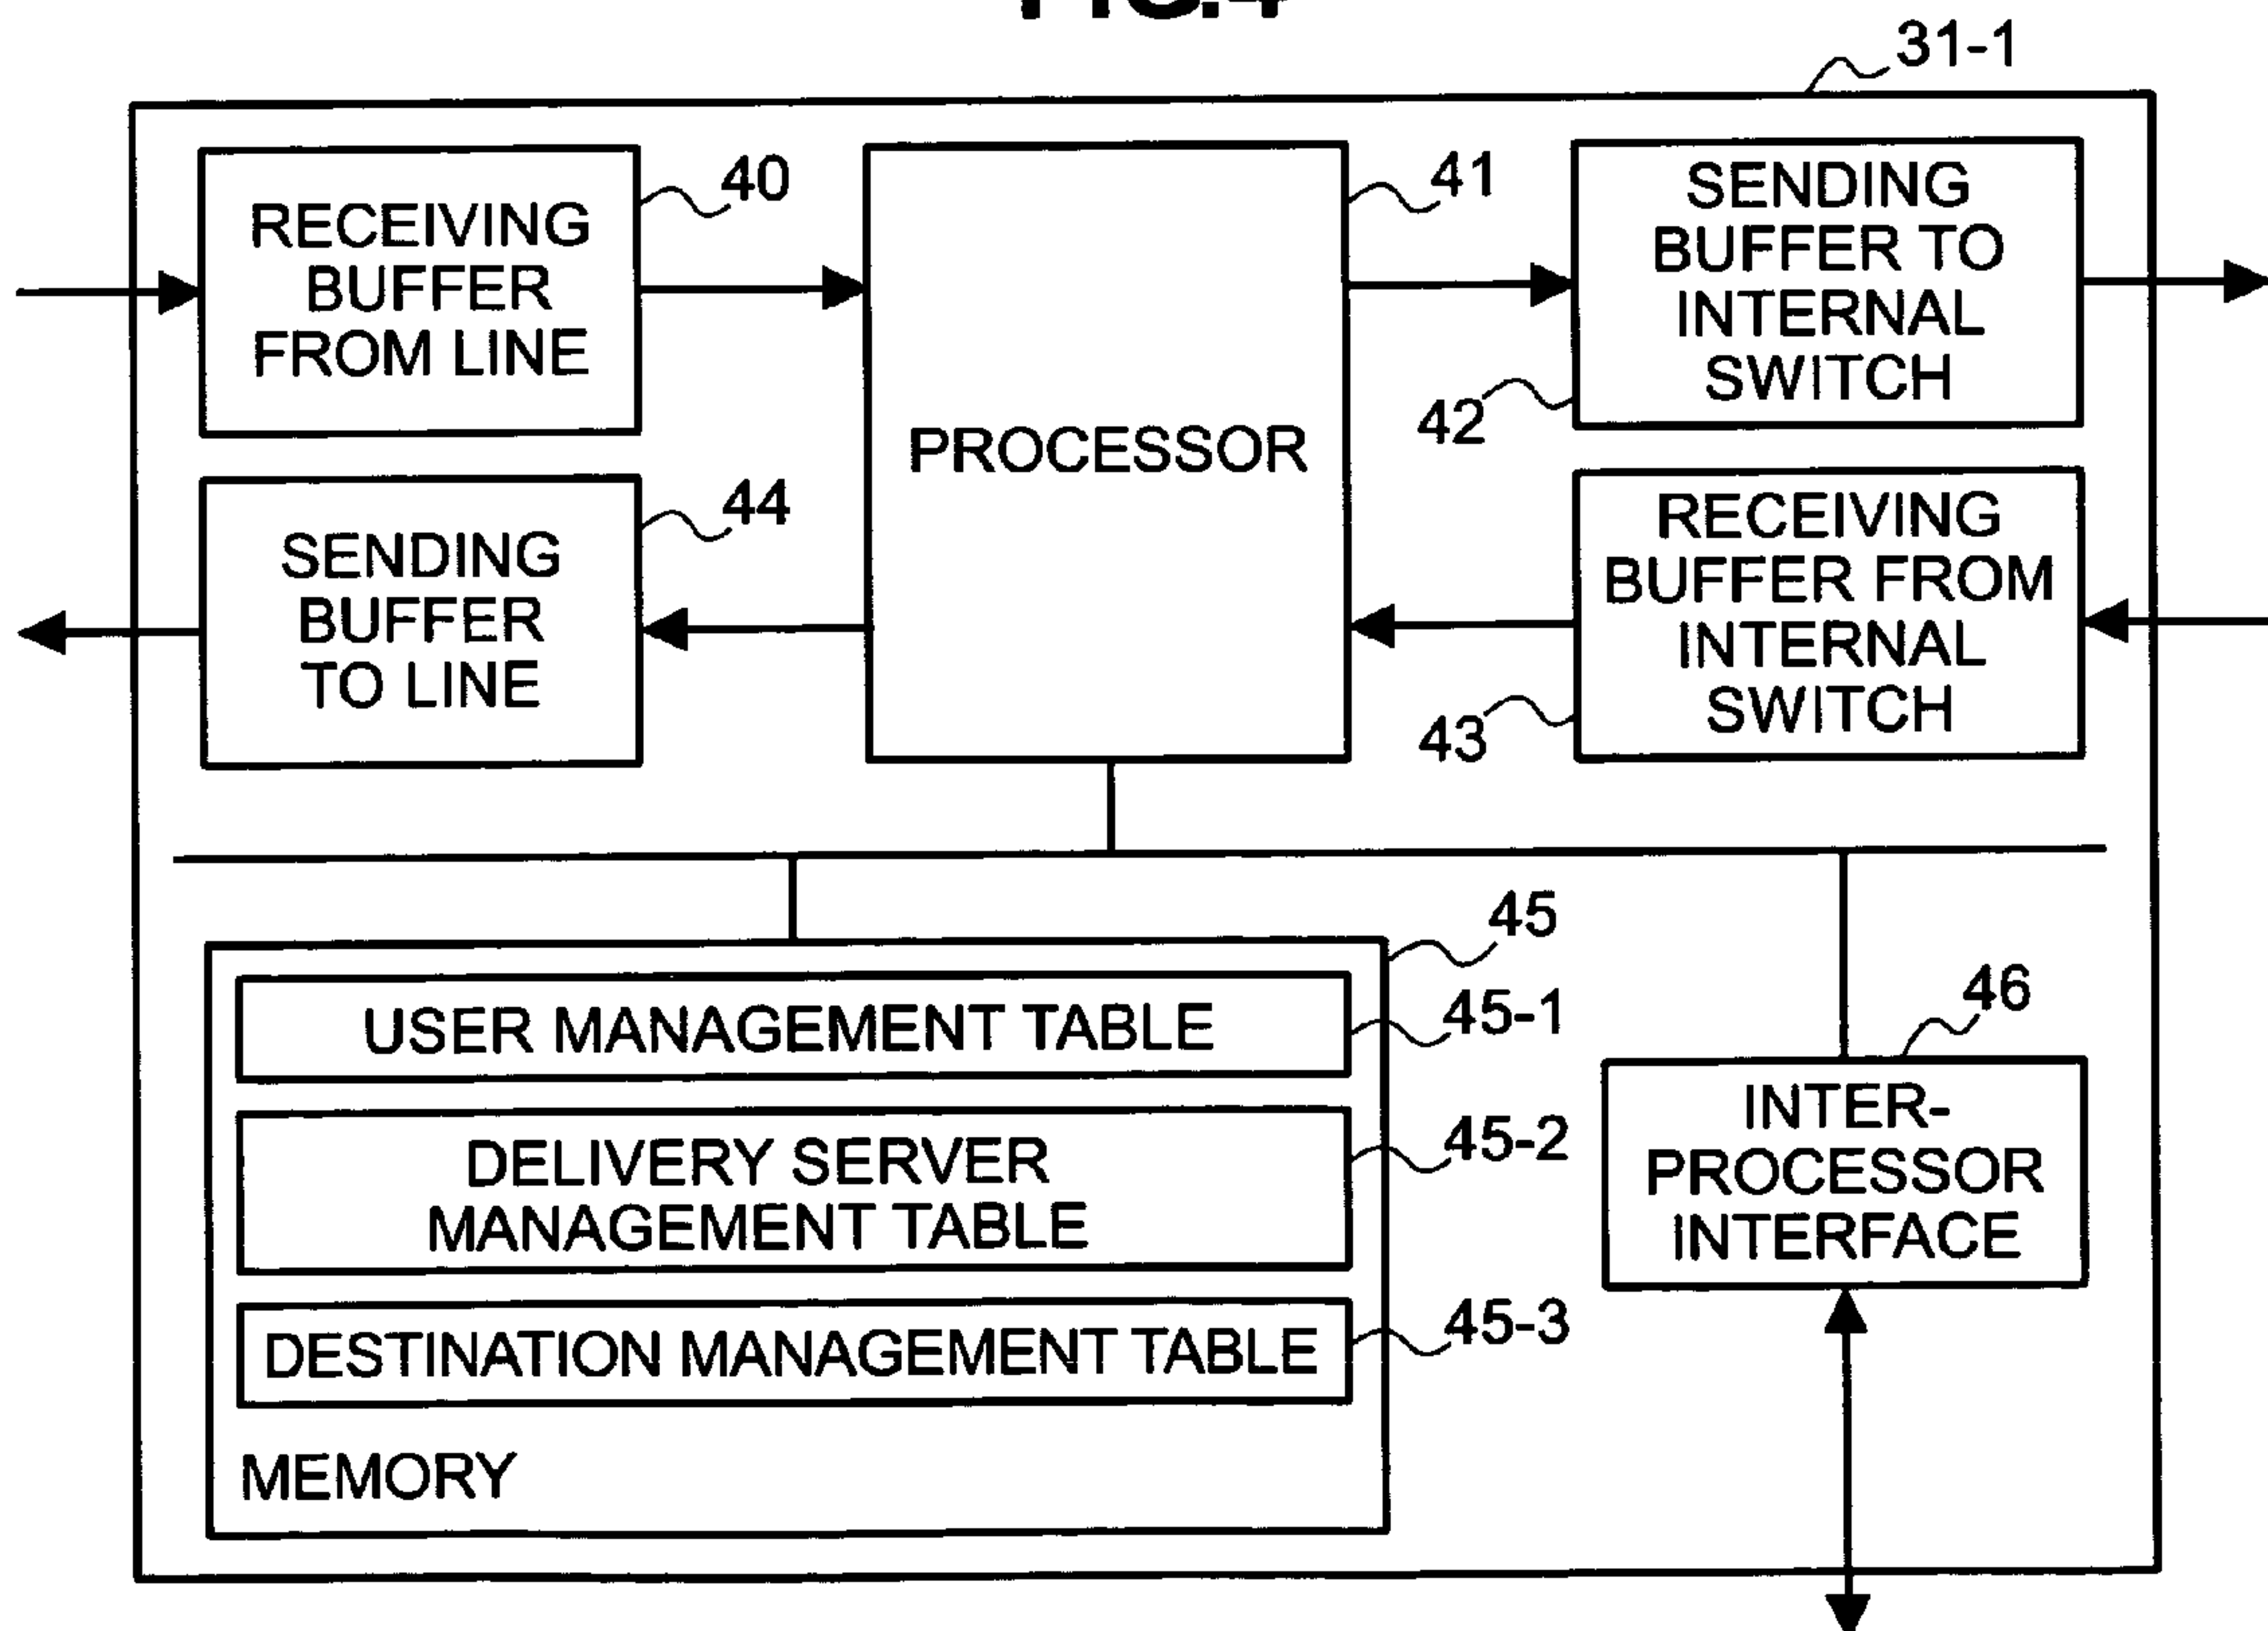 FIG.4
31-1
RECEIVING
BUFFER
FROM LINE
40
PROCESSOR
41
SENDING
BUFFER TO
INTERNAL
SWITCH
42
SENDING
BUFFER
TO LINE
44
RECEIVING
BUFFER FROM
INTERNAL
SWITCH
43
45
USER MANAGEMENT TABLE
45-1
DELIVERY SERVER
MANAGEMENT TABLE
45-2
DESTINATION MANAGEMENT TABLE
45-3
MEMORY
46
INTER-
PROCESSOR
INTERFACE